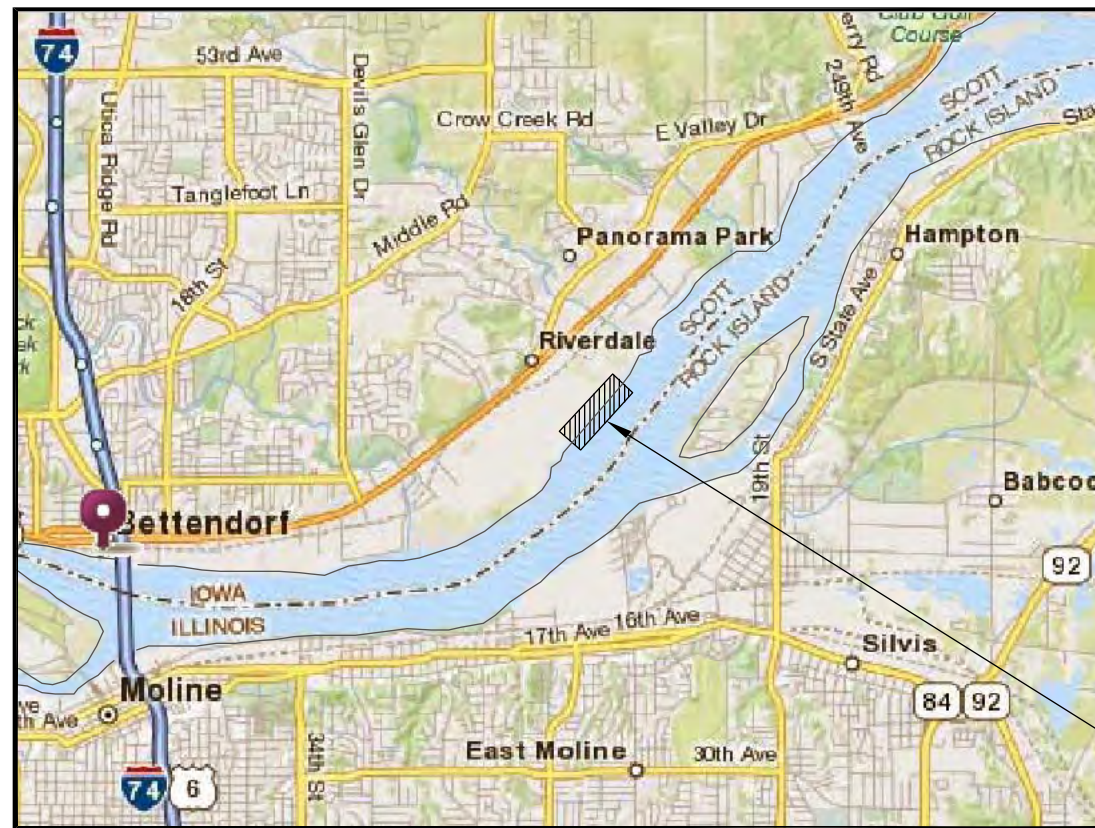 Club Golf
Course
74
53rd Ave
Utica Ridge Rd
Devils Glen Dr
Crow Creek Rd
E Valley Dr
249th Ave
SCOTT
ROCK ISLAND
Tanglefoot Ln
Middle Rd
18th St
Panorama Park
Hampton
SCOTT
ROCK ISLAND
S State Ave
Riverdale
19th St
Bettendorf
92
IOWA
ILLINOIS
17th Ave
16th Ave
Silvis
Moline
84
92
34th St
East Moline
30th Ave
74
6